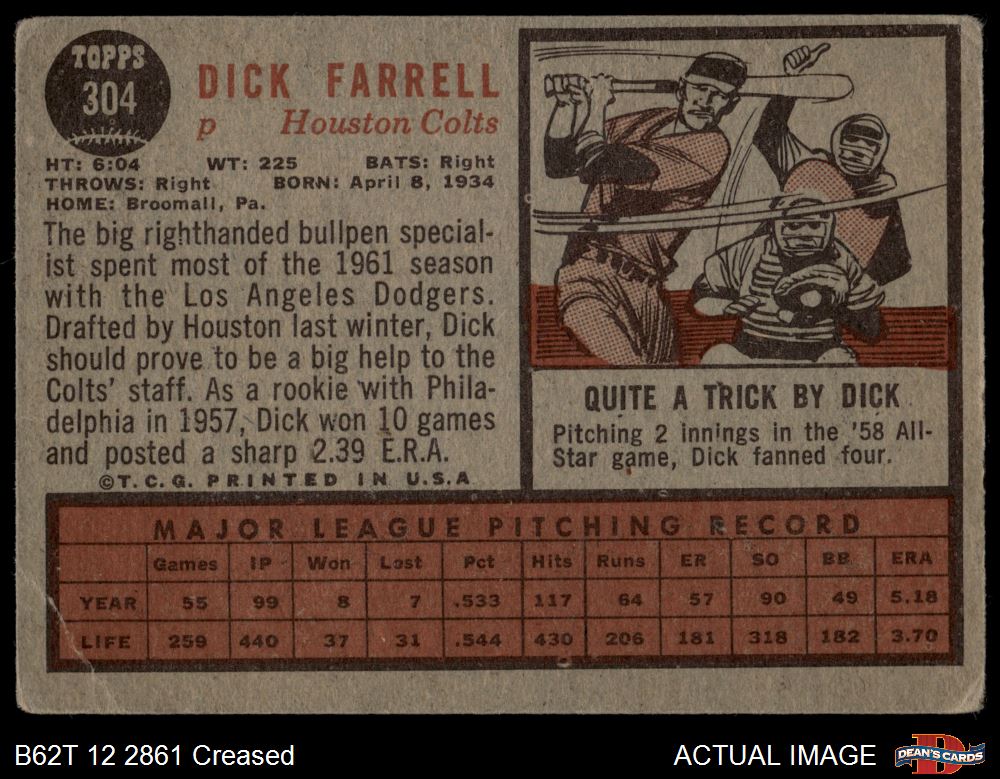 TOPPS
304
DICK FARRELL
p Houston Colts
HT: 6:04 WT: 225 BATS: Right
THROWS: Right BORN: April 8, 1934
HOME: Broomall, Pa.
The big righthanded bullpen special-
ist spent most of the 1961 season
with the Los Angeles Dodgers.
Drafted by Houston last winter, Dick
should prove to be a big help to the
Colts' staff. As a rookie with Phila-
delphia in 1957, Dick won 10 games
and posted a sharp 2.39 E.R.A.
©T.C.G. PRINTED IN U.S.A
QUITE A TRICK BY DICK
Pitching 2 innings in the '58 All-
Star game, Dick fanned four.
MAJOR LEAGUE PITCHING RECORD
Games IP Won Lost Pct Hits Runs ER SO BB ERA
YEAR 55 99 8 7 .533 117 64 57 90 49 5.18
LIFE 259 440 37 31 .544 430 206 181 318 182 3.70
B62T 12 2861 Creased
ACTUAL IMAGE
D
DEAN'S CARDS